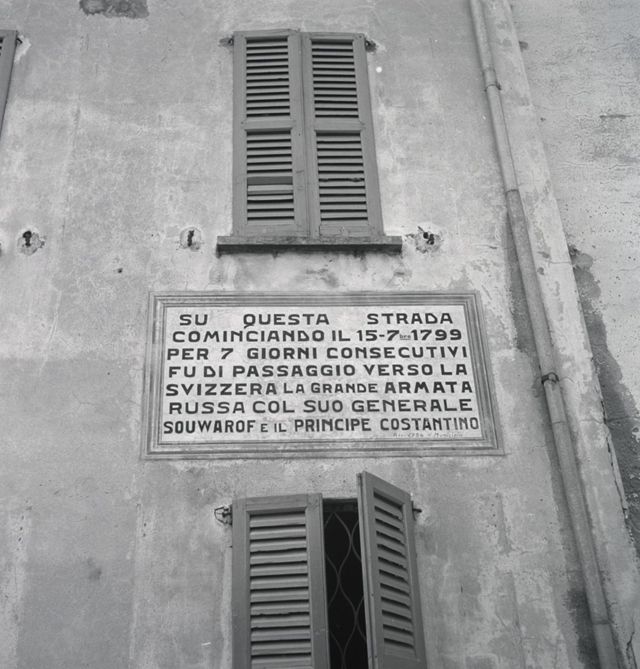 SU QUESTA STRADA
COMINCIANDO IL 15-7bre 1799
PER 7 GIORNI CONSECUTIVI
FU DI PASSAGGIO VERSO LA
SVIZZERA LA GRANDE ARMATA
RUSSA COL SUO GENERALE
SOUWAROF E IL PRINCIPE COSTANTINO